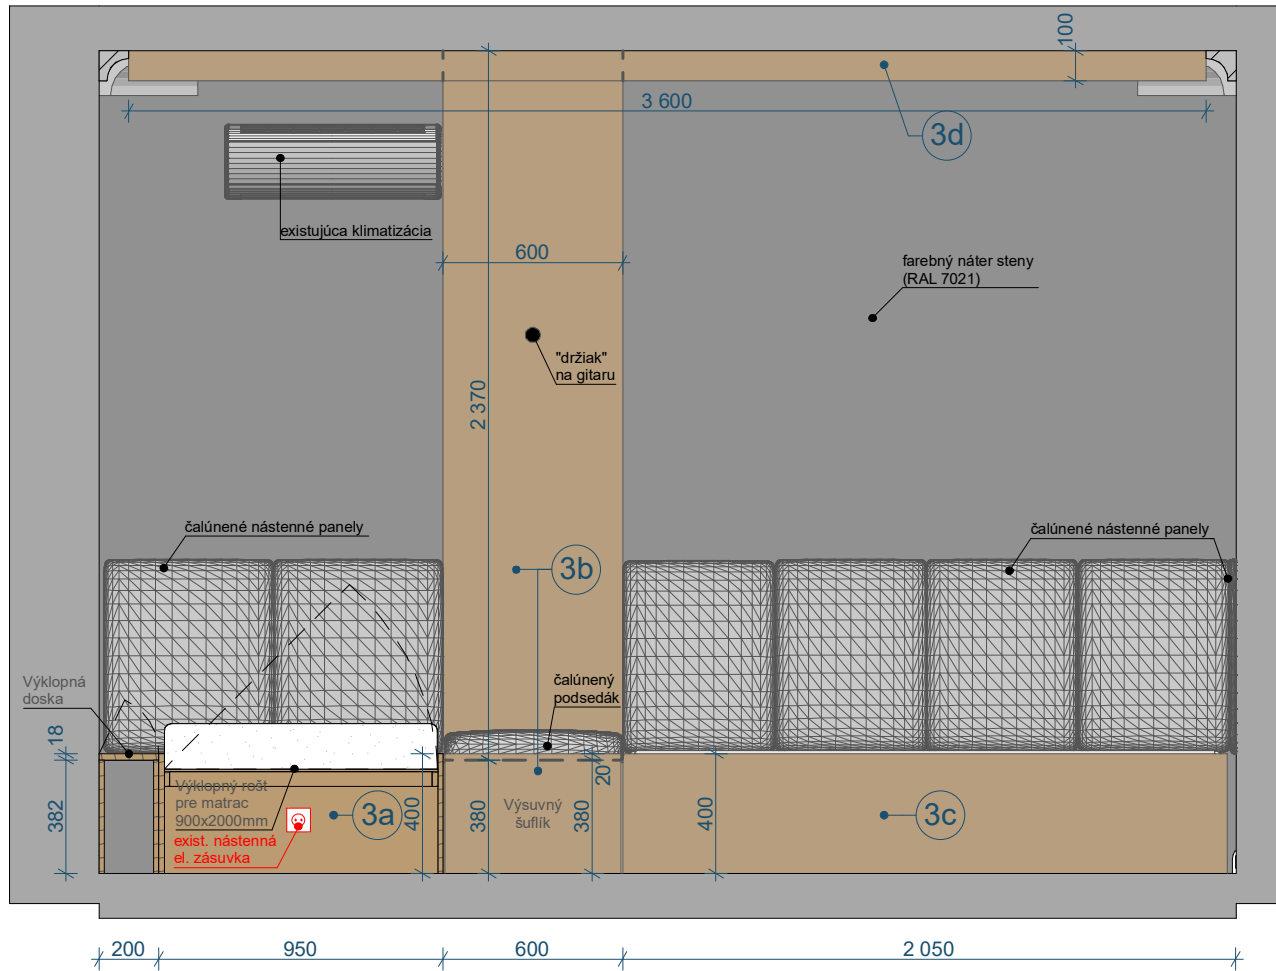 100
3 600
3d
existujúca klimatizácia
600
farebný náter steny
(RAL 7021)
"držiak"
na gitaru
2 370
čalúnené nástenné panely
čalúnené nástenné panely
3b
Výklopná
doska
čalúnený
podsedák
18
382
Výklopný rošt
pre matrac
900x2000mm
exist. nástenná
el. zásuvka
3a
400
380
Výsuvný
šuflík
20
380
400
3c
200
950
600
2 050